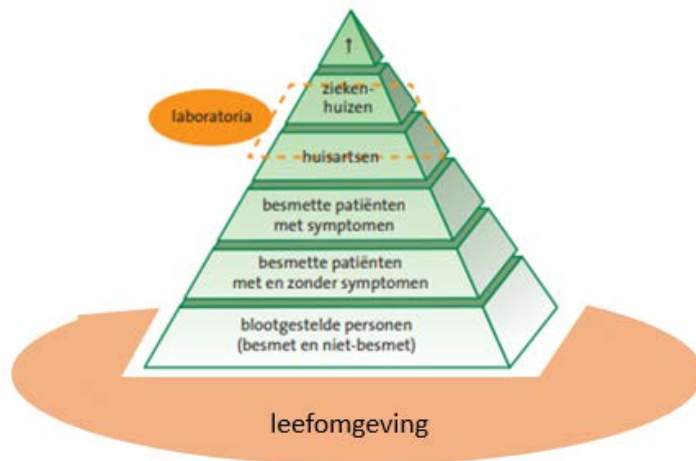 †
zieken-
huizen
laboratoria
huisartsen
besmette patiënten
met symptomen
besmette patiënten
met en zonder symptomen
blootgestelde personen
(besmet en niet-besmet)
leefomgeving